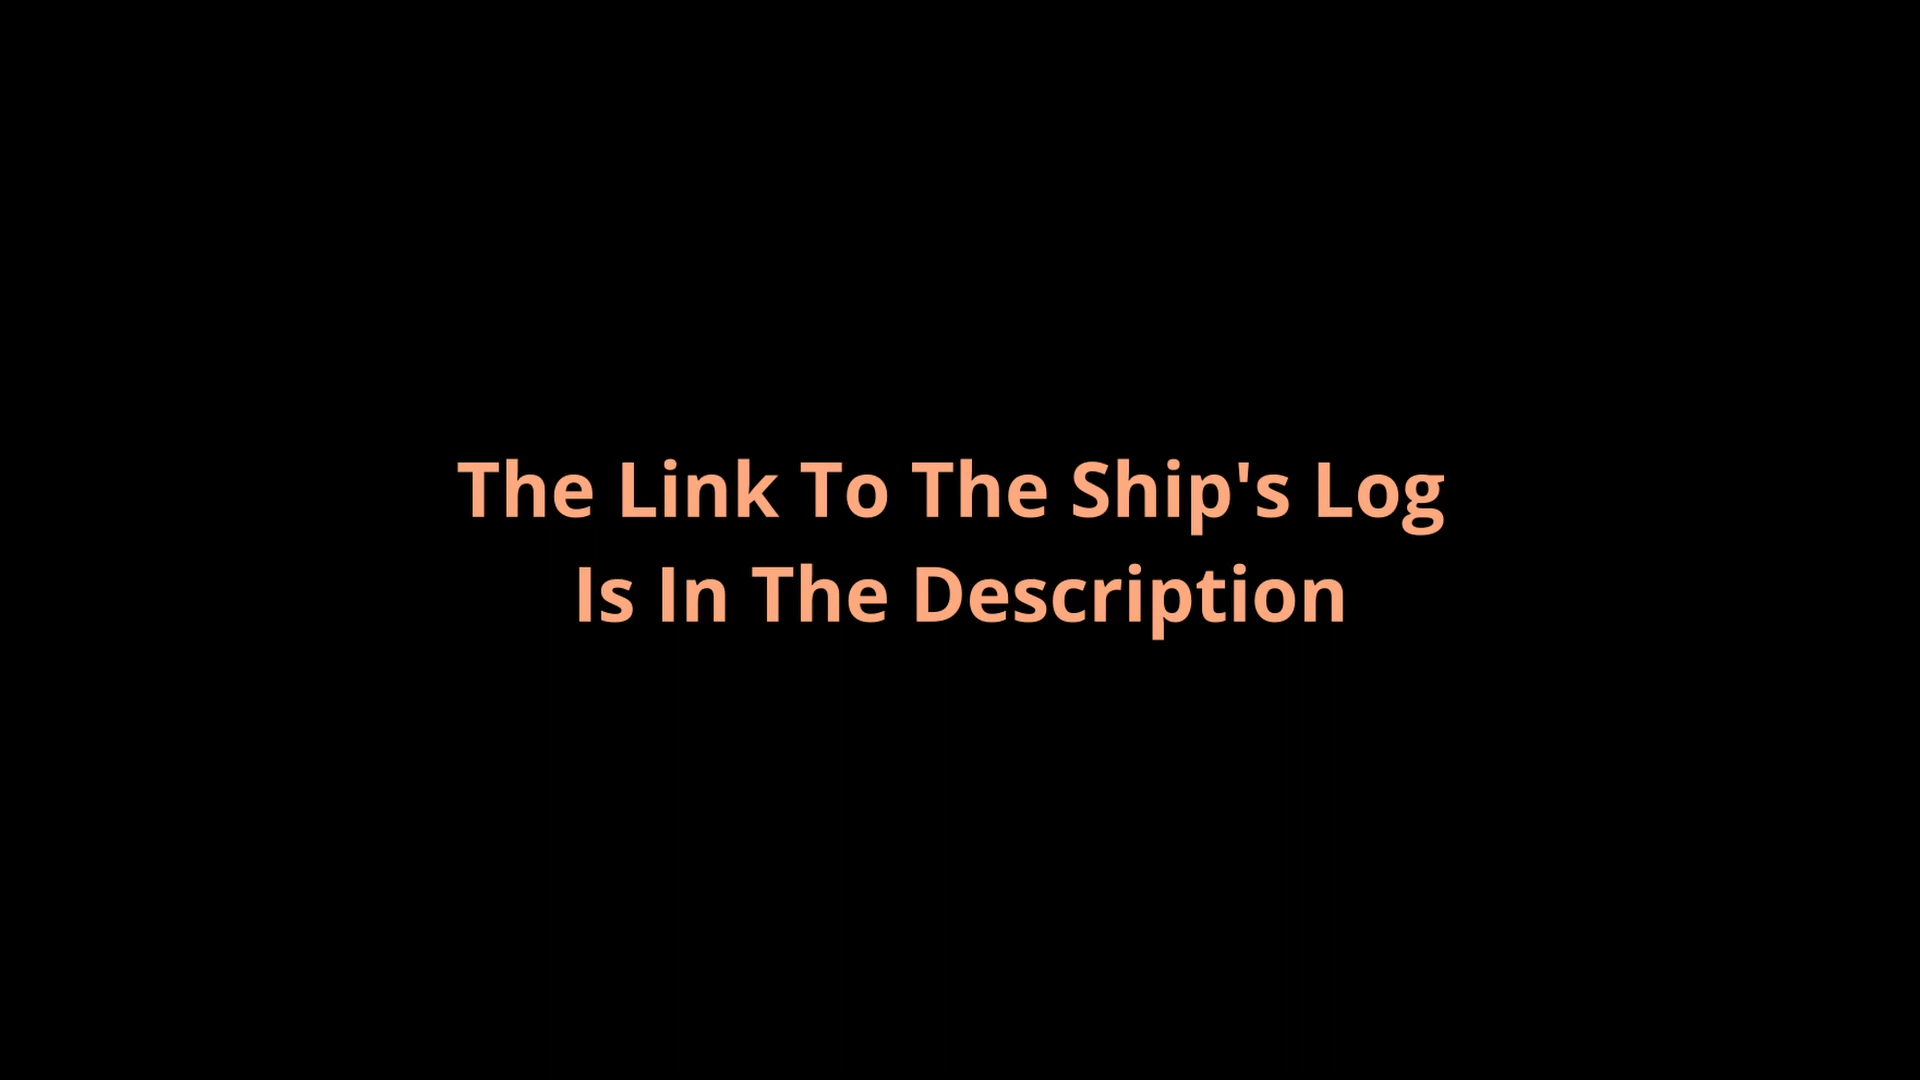 The Link To The Ship's Log
Is In The Description